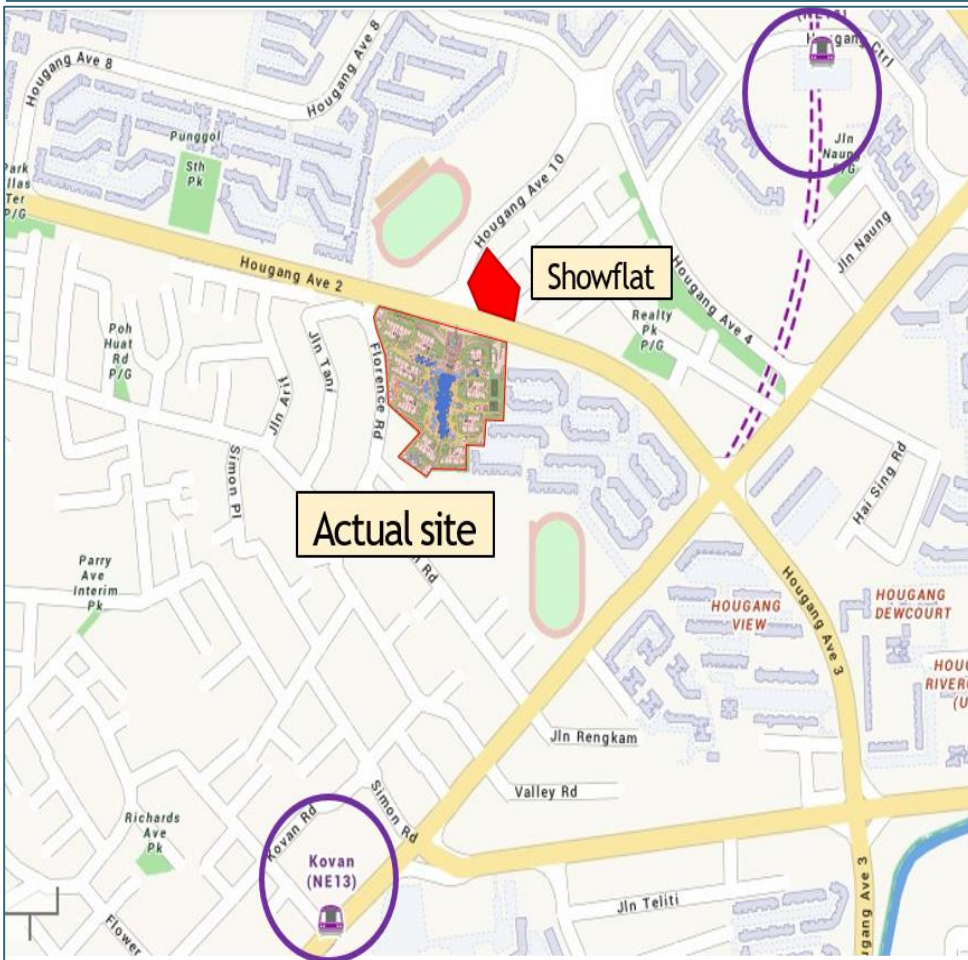 Hougang Ave 8
Hougang Ave 8
Hougang Ctrl
Punggol
Sth
Pk
Park
Ter
P/G
Jln
Naung
P/G
Hougang Ave 10
Jln Naung
Showflat
Hougang Ave 2
Hougang Ave 4
Realty
Pk
P/G
Poh
Huat
Rd
P/G
Jln Tani
Jln Arif
Florence Rd
Simon Pl
Hai Sing Rd
Actual site
Rd
Parry
Ave
Interim
Pk
Hougang Ave 3
HOUGANG
VIEW
HOUGANG
DEWCOURT
Jln Rengkam
Valley Rd
Simon Rd
Kovan Rd
Richards
Ave
Pk
Kovan
(NE13)
Jln Teliti
Flower
Ave 3